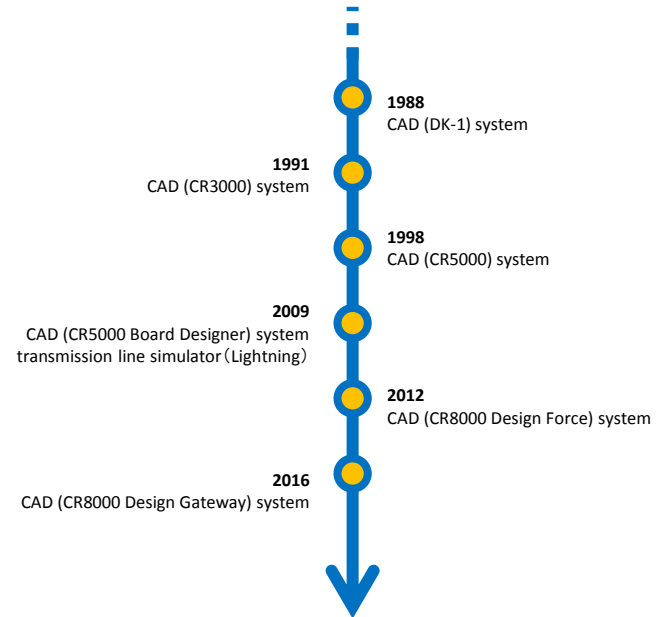 1988
CAD (DK-1) system
1991
CAD (CR3000) system
1998
CAD (CR5000) system
2009
CAD (CR5000 Board Designer) system
transmission line simulator（Lightning）
2012
CAD (CR8000 Design Force) system
2016
CAD (CR8000 Design Gateway) system